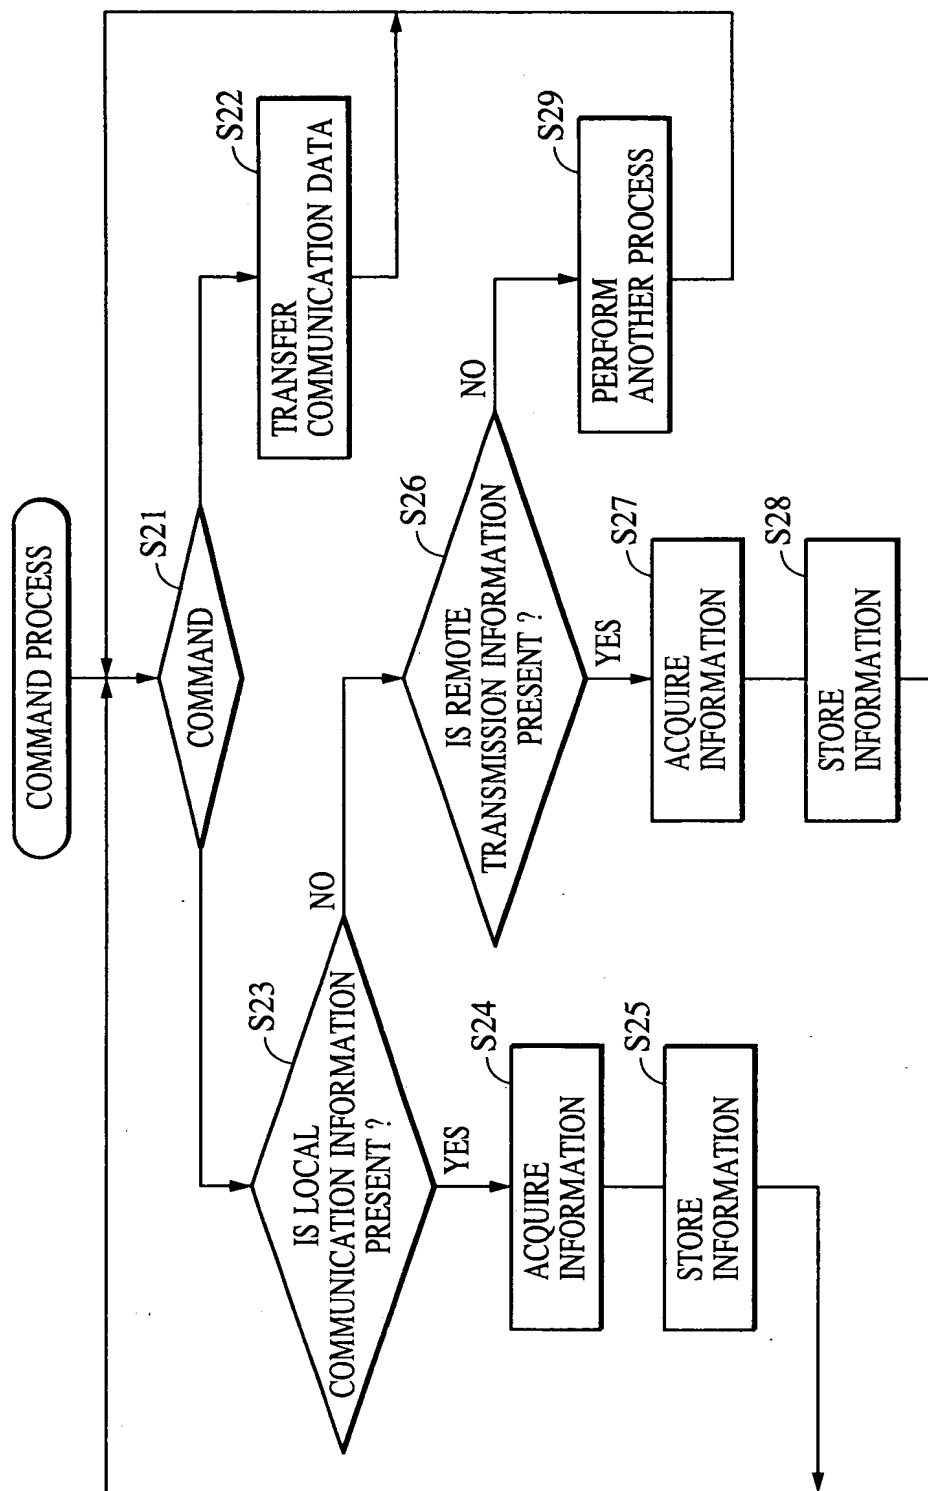 COMMAND PROCESS
S21
COMMAND
S22
TRANSFER
COMMUNICATION DATA
S23
IS LOCAL
COMMUNICATION INFORMATION
PRESENT ?
NO
YES
S24
ACQUIRE
INFORMATION
S25
STORE
INFORMATION
S26
IS REMOTE
TRANSMISSION INFORMATION
PRESENT ?
NO
YES
S27
ACQUIRE
INFORMATION
S28
STORE
INFORMATION
S29
PERFORM
ANOTHER PROCESS